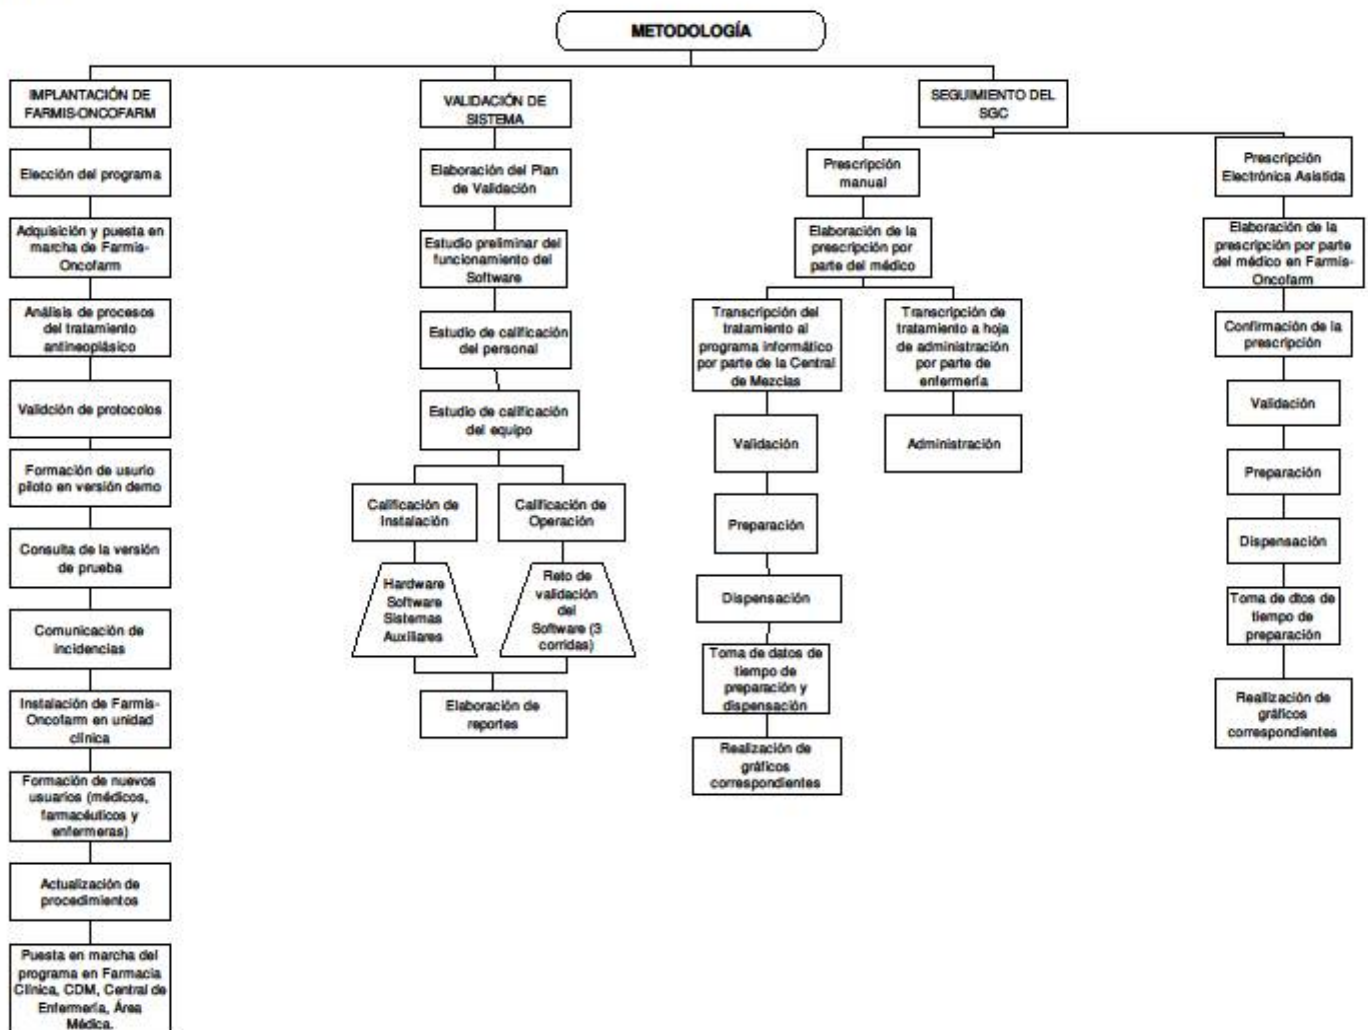 METODOLOGÍA
IMPLANTACIÓN DE
FARMIS-ONCOFARM
Elección del programa
Adquisición y puesta en
marcha de Farmis-
Oncofarm
Análisis de procesos
del tratamiento
antineoplásico
Validción de protocolos
Formación de usurio
piloto en versión demo
Consulta de la versión
de prueba
Comunicación de
incidencias
Instalación de Farmis-
Oncofarm en unidad
clínica
Formación de nuevos
usuarios (médicos,
farmacéuticos y
enfermeras)
Actualización de
procedimientos
Puesta en marcha del
programa en Farmacia
Clínica, CDM, Central de
Enfermería, Área
Médica.
VALIDACIÓN DE
SISTEMA
Elaboración del Plan
de Validación
Estudio preliminar del
funcionamiento del
Software
Estudio de calificación
del personal
Estudio de calificación
del equipo
Calificación de
Instalación
Hardware
Software
Sistemas
Auxiliares
Calificación de
Operación
Reto de
validación
del
Software (3
corridas)
Elaboración de
reportes
SEGUIMIENTO DEL
SGC
Prescripción
manual
Elaboración de la
prescripción por
parte del médico
Transcripción del
tratamiento al
programa informático
por parte de la Central
de Mezclas
Validación
Preparación
Dispensación
Toma de datos de
tiempo de
preparación y
dispensación
Realización de
gráficos
correspondientes
Transcripción de
tratamiento a hoja
de administración
por parte de
enfermería
Administración
Prescripción
Electrónica Asistida
Elaboración de la
prescripción por parte
del médico en Farmis-
Oncofarm
Confirmación de la
prescripción
Validación
Preparación
Dispensación
Toma de dtos de
tiempo de
preparación
Reallización de
gráficos
correspondientes